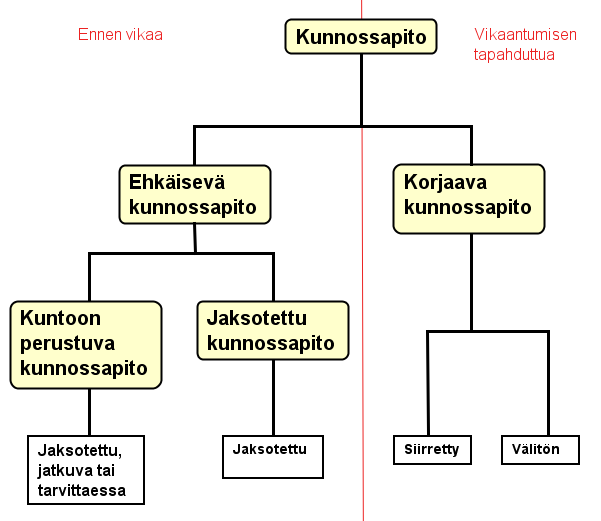 Ennen vikaa
Kunnossapito
Vikaantumisen
tapahduttua
Ehkäisevä
kunnossapito
Korjaava
kunnossapito
Kuntoon
perustuva
kunnossapito
Jaksotettu
kunnossapito
Jaksotettu,
jatkuva tai
tarvittaessa
Jaksotettu
Siirretty
Välitön